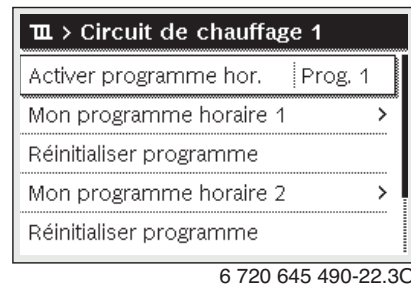 > Circuit de chauffage 1
Activer programme hor. Prog. 1
Mon programme horaire 1 >
Réinitialiser programme
Mon programme horaire 2 >
Réinitialiser programme
6 720 645 490-22.3O